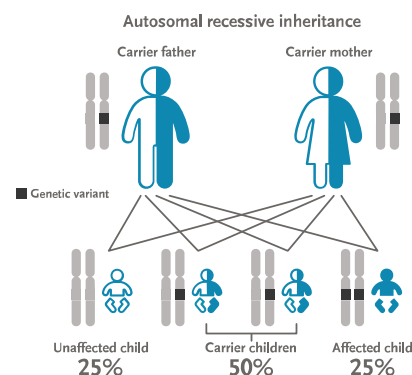 Autosomal recessive inheritance
Carrier father
Carrier mother
Genetic variant
Unaffected child
25%
Carrier children
50%
Affected child
25%